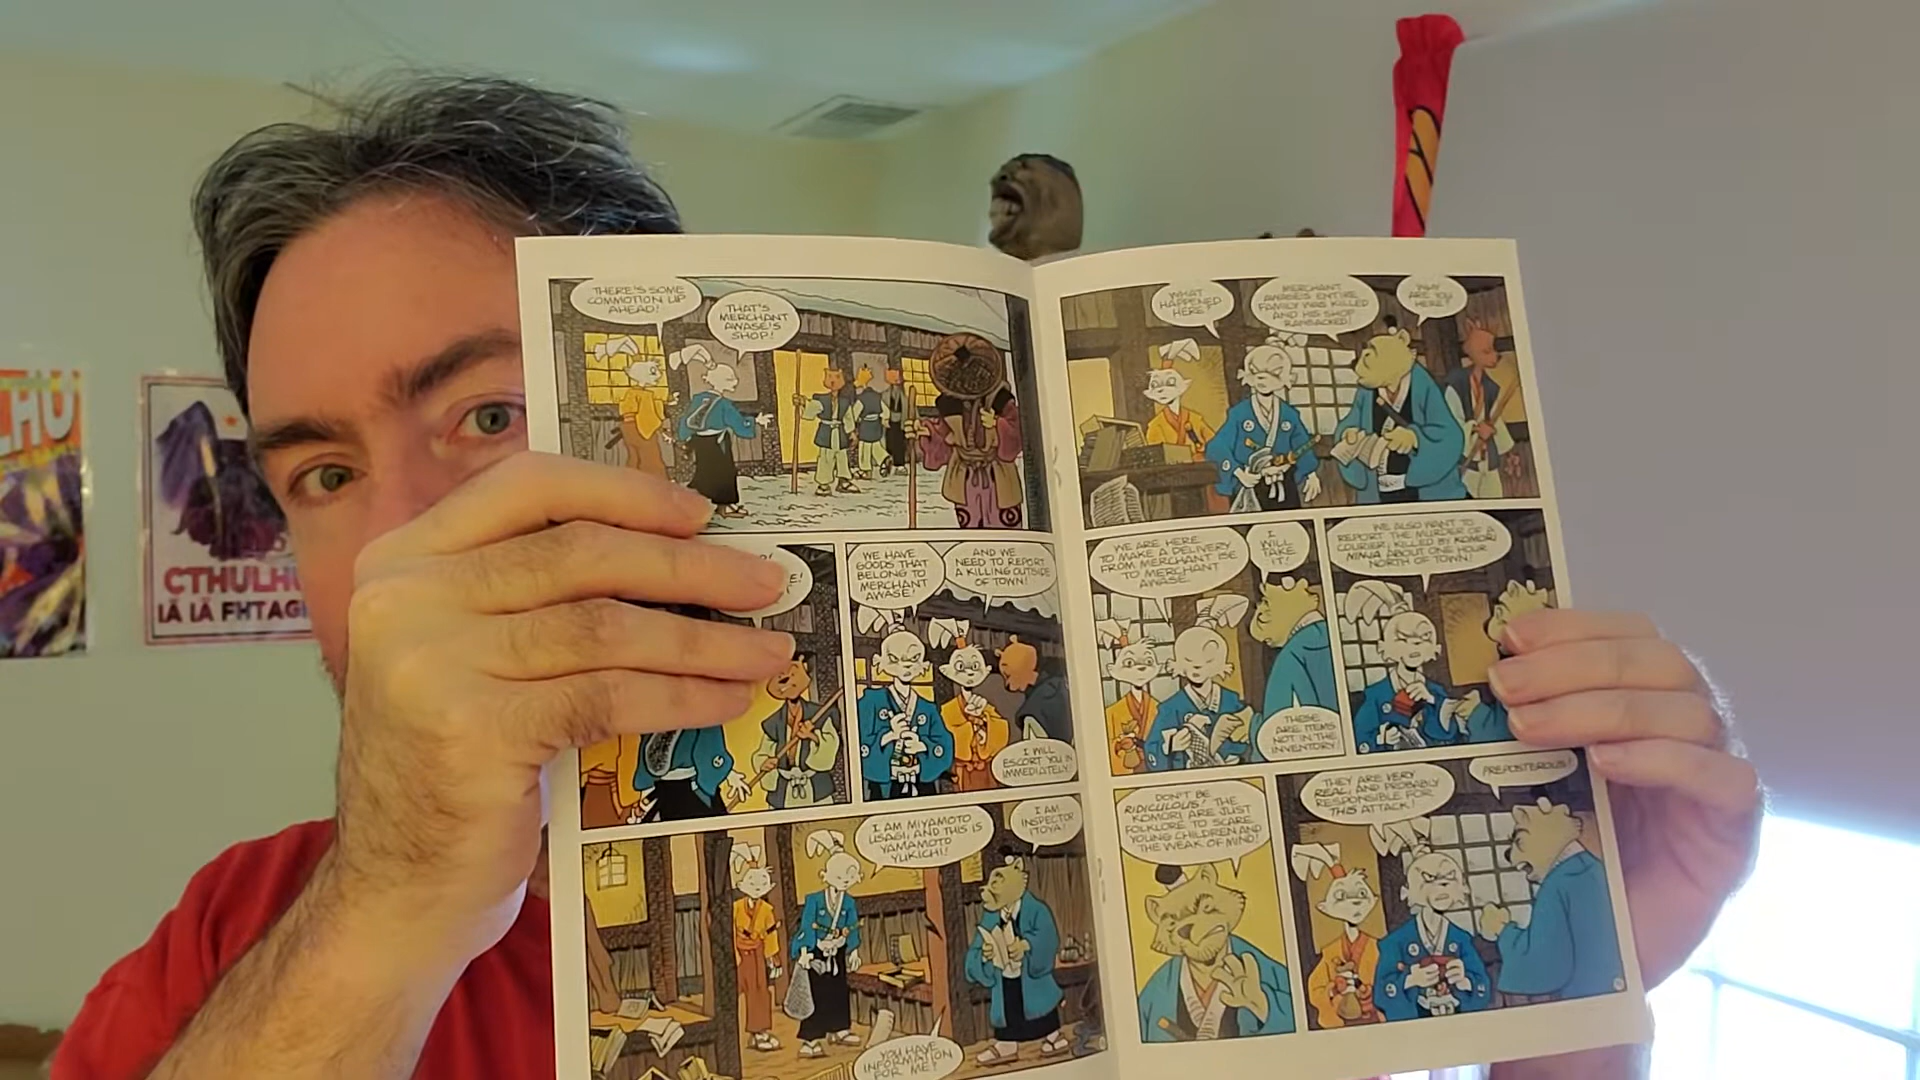 THERE'S SOME
COMMOTION UP
AHEAD!
THAT'S
MERCHANT
AWASE'S
SHOP!
WE HAVE
GOODS THAT
BELONG TO
MERCHANT
AWASE!
AND WE
NEED TO REPORT
A KILLING OUTSIDE
OF TOWN!
I WILL
ESCORT YOU IN
IMMEDIATELY!
I AM MIYAMOTO
USAGI, AND THIS IS
YAMAMOTO
YUKICHI!
I AM
INSPECTOR
ITOYA!
YOU HAVE
INFORMATION
FOR ME?
WHAT
HAPPENED
HERE?
MERCHANT
AWASE'S ENTIRE
FAMILY WAS KILLED
AND HIS SHOP
RANSACKED!
WHY
ARE YOU
HERE?
WE ARE HERE
TO MAKE A DELIVERY
FROM MERCHANT ISE
TO MERCHANT
AWASE.
I
WILL
TAKE
IT!
THESE
ARE ITEMS
NOT IN THE
INVENTORY!
WE ALSO WANT TO
REPORT THE MURDER OF A
COURIER, KILLED BY KOMORI
NINJA ABOUT ONE HOUR
NORTH OF TOWN!
DON'T BE
RIDICULOUS! THE
KOMORI ARE JUST
FOLKLORE TO SCARE
YOUNG CHILDREN AND
THE WEAK OF MIND!
THEY ARE VERY
REAL, AND PROBABLY
RESPONSIBLE FOR
THIS ATTACK!
PREPOSTEROUS!
CTHULHU
IÄ IÄ FHTAG